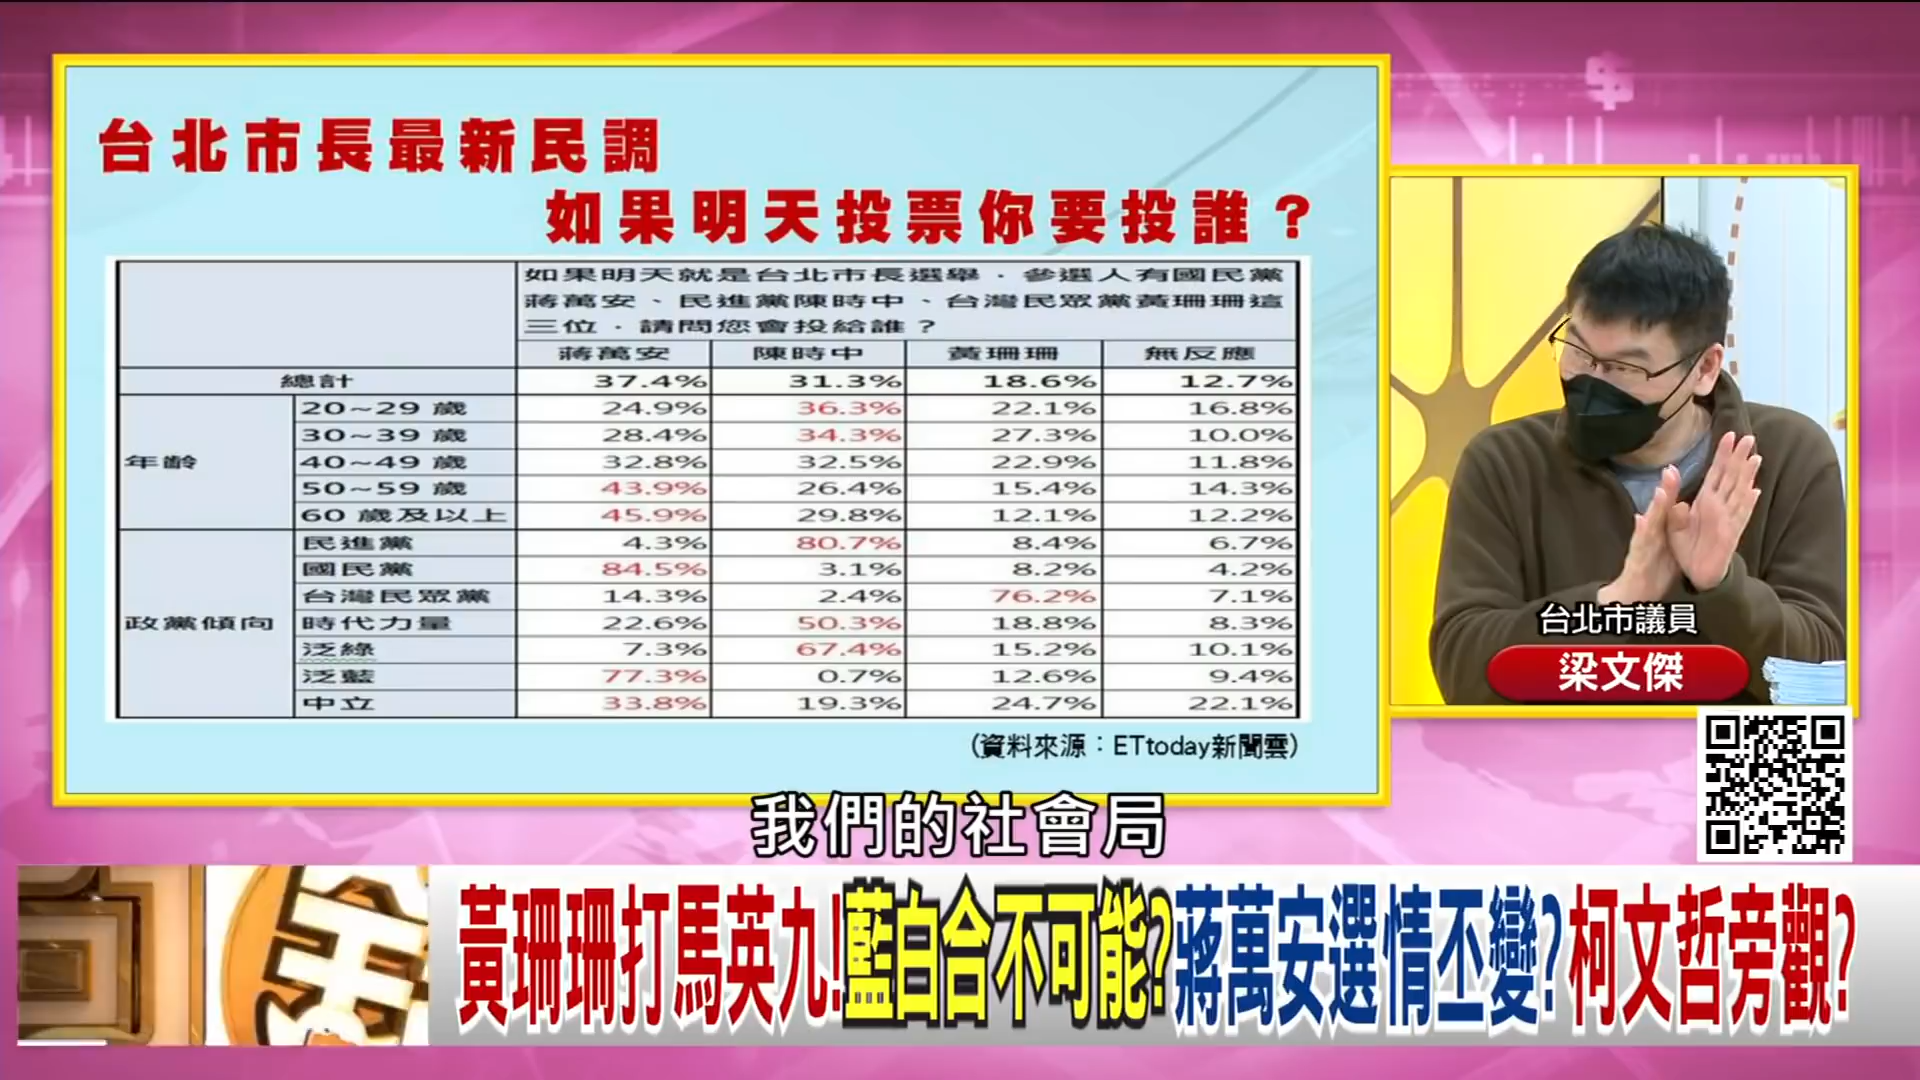 台北市長最新民調
如果明天投票你要投誰？
如果明天就是台北市長選舉，參選人有國民黨
蔣萬安、民進黨陳時中、台灣民眾黨黃珊珊這
三位，請問您會投給誰？
蔣萬安 陳時中 黃珊珊 無反應
總計 37.4% 31.3% 18.6% 12.7%
年齡
20~29 歲 24.9% 36.3% 22.1% 16.8%
30~39 歲 28.4% 34.3% 27.3% 10.0%
40~49 歲 32.8% 32.5% 22.9% 11.8%
50~59 歲 43.9% 26.4% 15.4% 14.3%
60 歲及以上 45.9% 29.8% 12.1% 12.2%
政黨傾向
民進黨 4.3% 80.7% 8.4% 6.7%
國民黨 84.5% 3.1% 8.2% 4.2%
台灣民眾黨 14.3% 2.4% 76.2% 7.1%
時代力量 22.6% 50.3% 18.8% 8.3%
泛綠 7.3% 67.4% 15.2% 10.1%
泛藍 77.3% 0.7% 12.6% 9.4%
中立 33.8% 19.3% 24.7% 22.1%
(資料來源：ETtoday新聞雲)
台北市議員
梁文傑
我們的社會局
黃珊珊打馬英九!藍白合不可能?蔣萬安選情丕變?柯文哲旁觀?